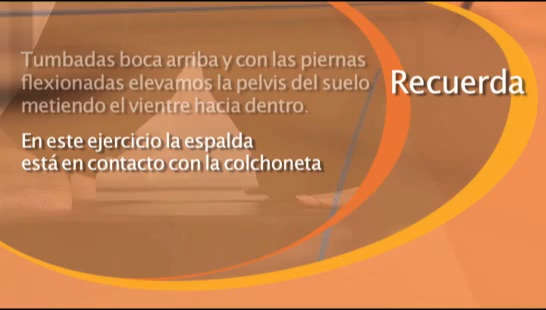 Tumbadas boca arriba y con las piernas
flexionadas elevamos la pelvis del suelo
metiendo el vientre hacia dentro.
Recuerda
En este ejercicio la espalda
está en contacto con la colchoneta